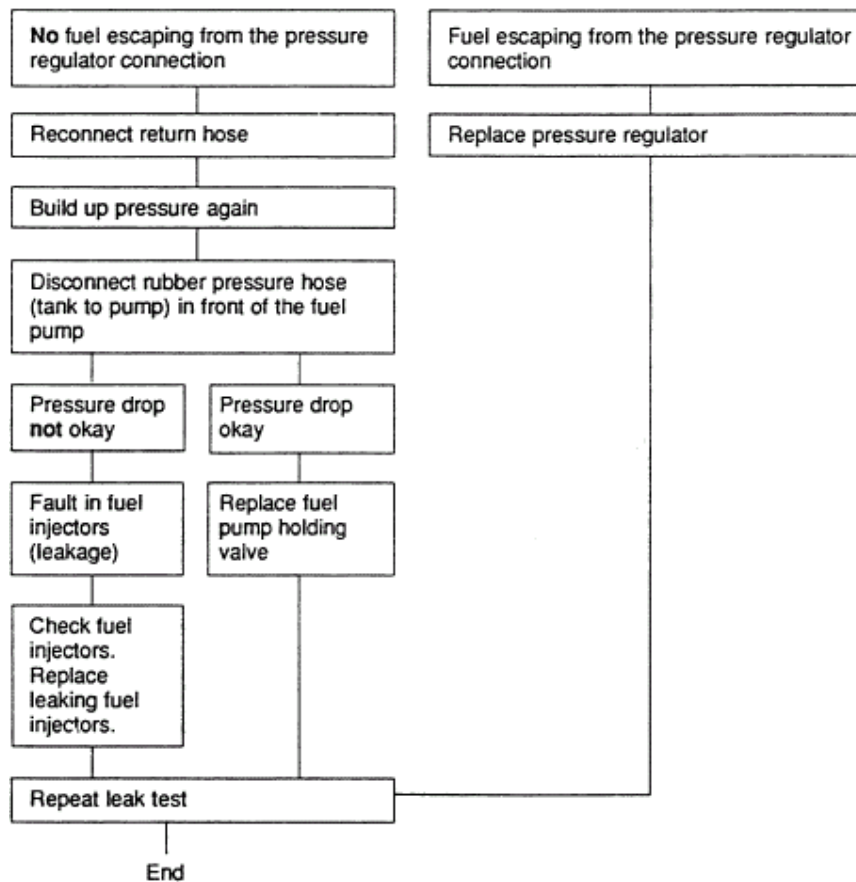 No fuel escaping from the pressure
regulator connection
Fuel escaping from the pressure regulator
connection
Reconnect return hose
Replace pressure regulator
Build up pressure again
Disconnect rubber pressure hose
(tank to pump) in front of the fuel
pump
Pressure drop
not okay
Pressure drop
okay
Fault in fuel
injectors
(leakage)
Replace fuel
pump holding
valve
Check fuel
injectors.
Replace
leaking fuel
injectors.
Repeat leak test
End